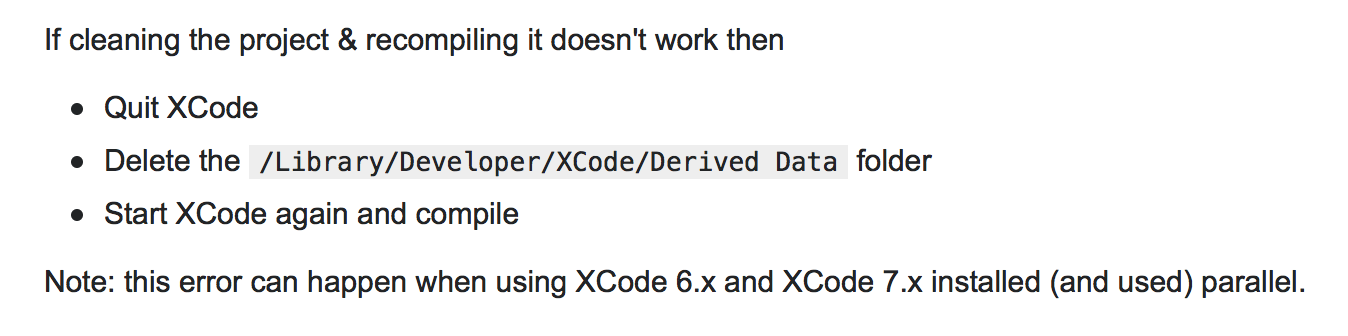 If cleaning the project & recompiling it doesn't work then
• Quit XCode
• Delete the /Library/Developer/XCode/Derived Data folder
• Start XCode again and compile
Note: this error can happen when using XCode 6.x and XCode 7.x installed (and used) parallel.